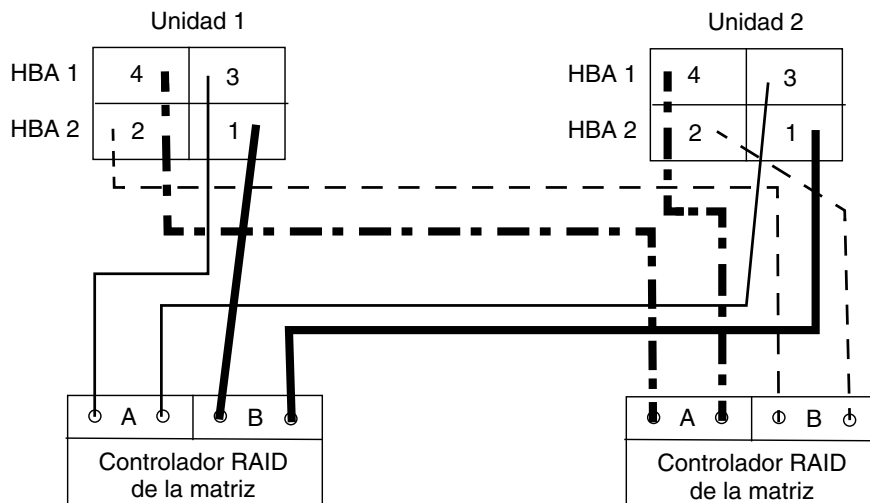 Unidad 1
Unidad 2
HBA 1 4 3
HBA 1 4 3
HBA 2 2 1
HBA 2 2 1
A B
A B
Controlador RAID
de la matriz
Controlador RAID
de la matriz